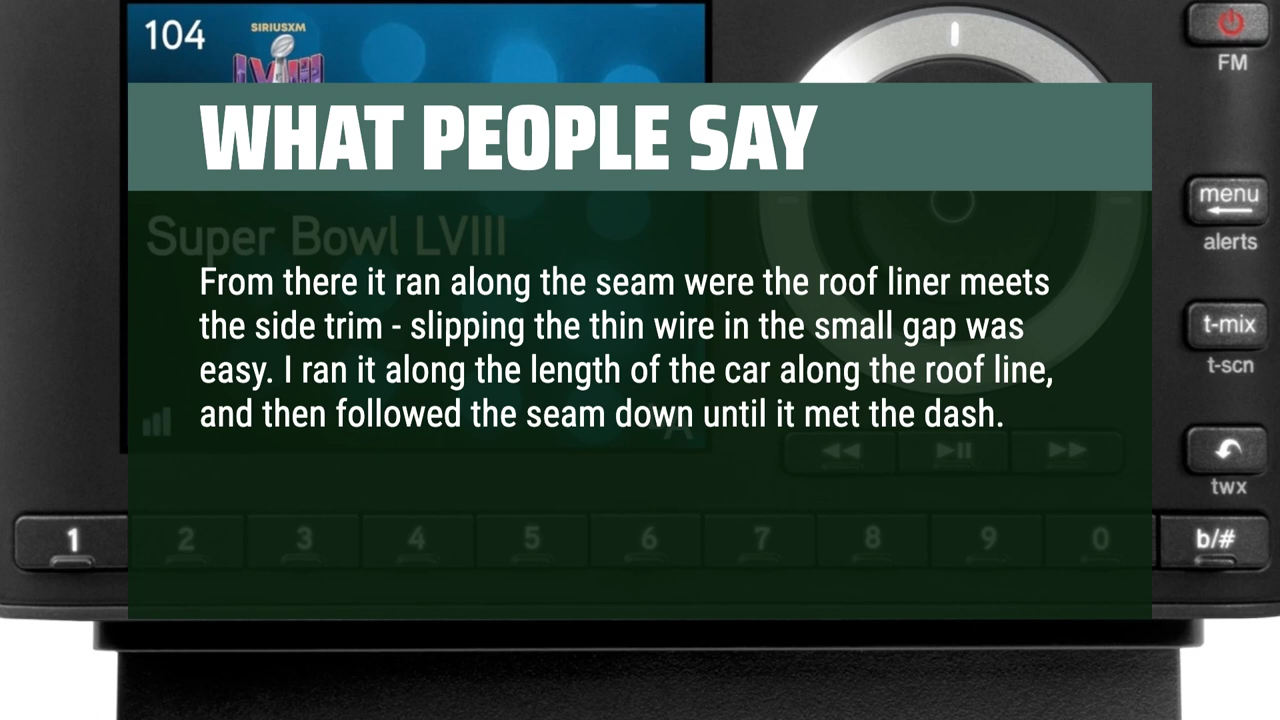 104
SIRIUSXM
LVIII
FM
WHAT PEOPLE SAY
menu
alerts
Super Bowl LVIII
From there it ran along the seam were the roof liner meets
the side trim - slipping the thin wire in the small gap was
easy. I ran it along the length of the car along the roof line,
and then followed the seam down until it met the dash.
t-mix
t-scn
twx
1 2 3 4 5 6 7 8 9 0 b/#